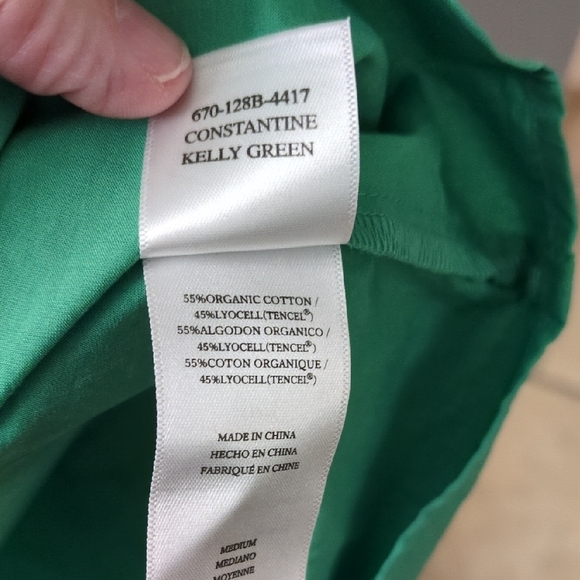 670-128B-4417
CONSTANTINE
KELLY GREEN
55%ORGANIC COTTON /
45%LYOCELL(TENCEL®)
55%ALGODON ORGANICO /
45%LYOCELL(TENCEL®)
55%COTON ORGANIQUE /
45%LYOCELL(TENCEL®)
MADE IN CHINA
HECHO EN CHINA
FABRIQUÉ EN CHINE
MEDIUM
MEDIANO
MOYENNE